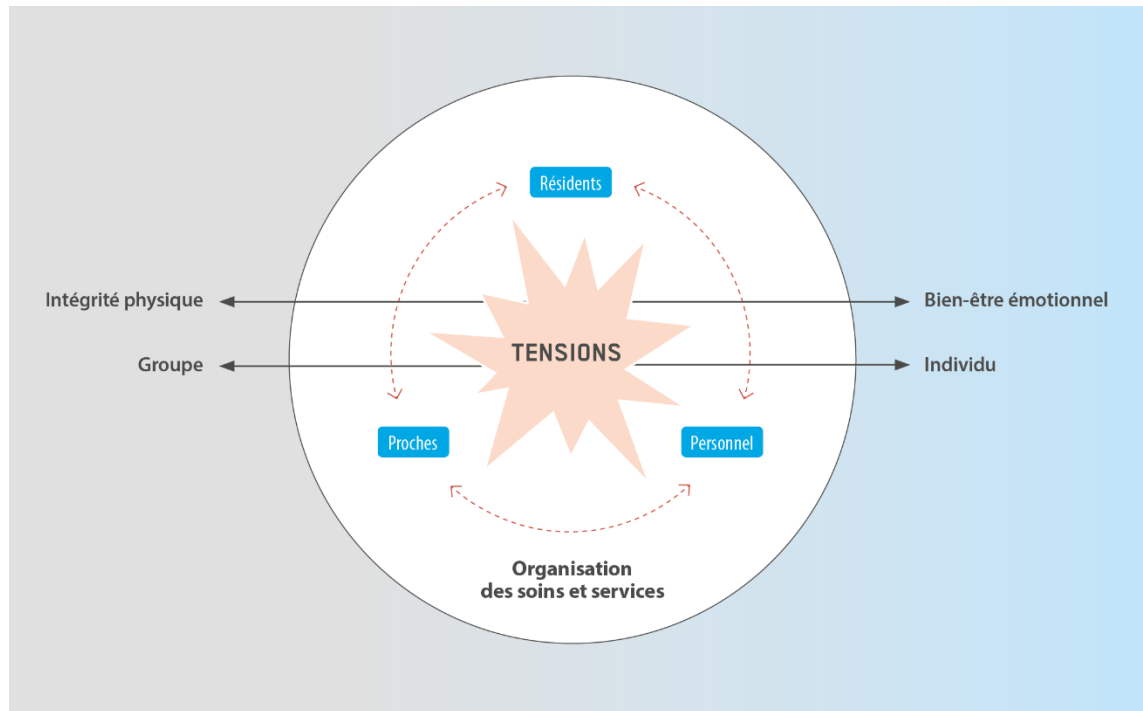 Résidents
Intégrité physique
Bien-être émotionnel
TENSIONS
Groupe
Individu
Proches
Personnel
Organisation
des soins et services